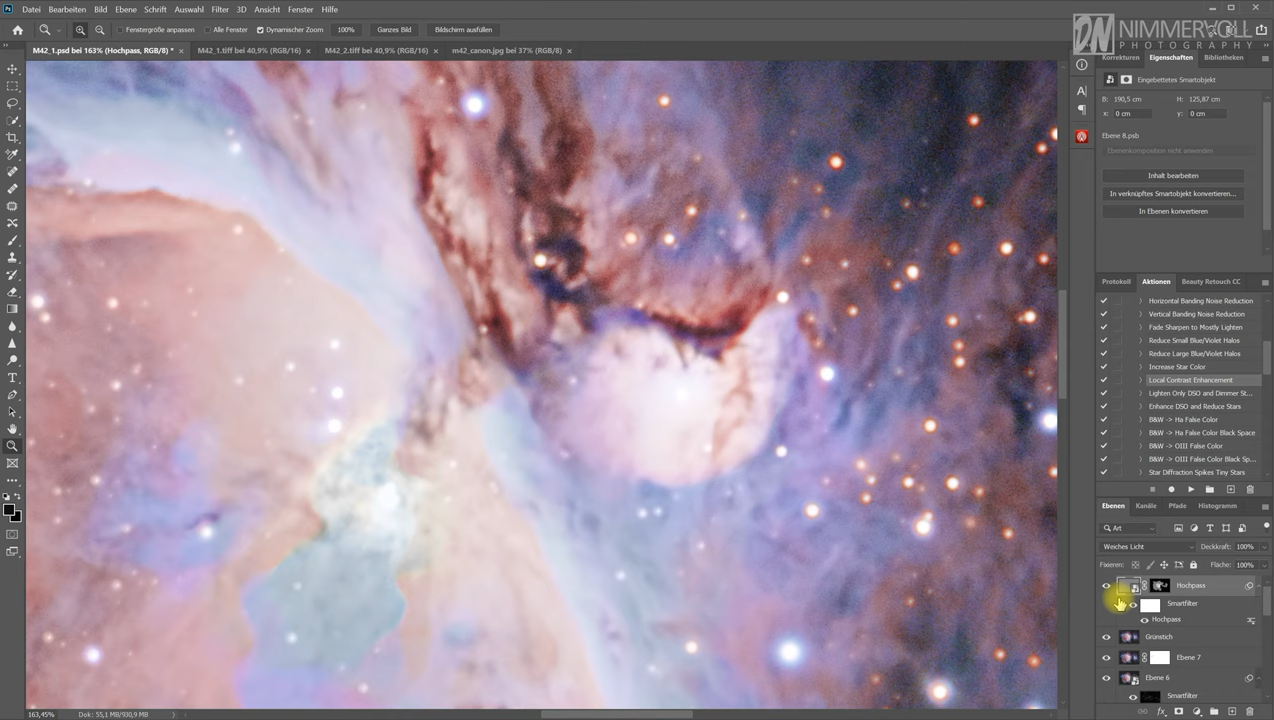 Datei Bearbeiten Bild Ebene Schrift Auswahl Filter 3D Ansicht Fenster Hilfe
Fenstergröße anpassen Alle Fenster Dynamischer Zoom 100% Ganzes Bild Bildschirm ausfüllen
DN NIMMERVOLL
PHOTOGRAPHY
M42_1.psd bei 163% (Hochpass, RGB/8) * × M42_1.tiff bei 40,9% (RGB/16) × M42_2.tiff bei 40,9% (RGB/16) × m42_canon.jpg bei 37% (RGB/8) ×
Korrekturen Eigenschaften Bibliotheken
Eingebettetes Smartobjekt
B: 190,5 cm H: 125,87 cm
x: 0 cm y: 0 cm
Ebene 8.psb
Ebenenkomposition nicht anwenden
Inhalt bearbeiten
In verknüpftes Smartobjekt konvertieren...
In Ebenen konvertieren
Protokoll Aktionen Beauty Retouch CC
Horizontal Banding Noise Reduction
Vertical Banding Noise Reduction
Fade Sharpen to Mostly Lighten
Reduce Small Blue/Violet Halos
Reduce Large Blue/Violet Halos
Increase Star Color
Local Contrast Enhancement
Lighten Only DSO and Dimmer St...
Enhance DSO and Reduce Stars
B&W -> Ha False Color
B&W -> Ha False Color Black Space
B&W -> OIII False Color
B&W -> OIII False Color Black Sp...
Star Diffraction Spikes Tiny Stars
Ebenen Kanäle Pfade Histogramm
Art
Weiches Licht Deckkraft: 100%
Fixieren: Fläche: 100%
Hochpass
Smartfilter
Hochpass
Grünstich
Ebene 7
Ebene 6
Smartfilter
163,45% Dok: 55,1 MB/930,9 MB